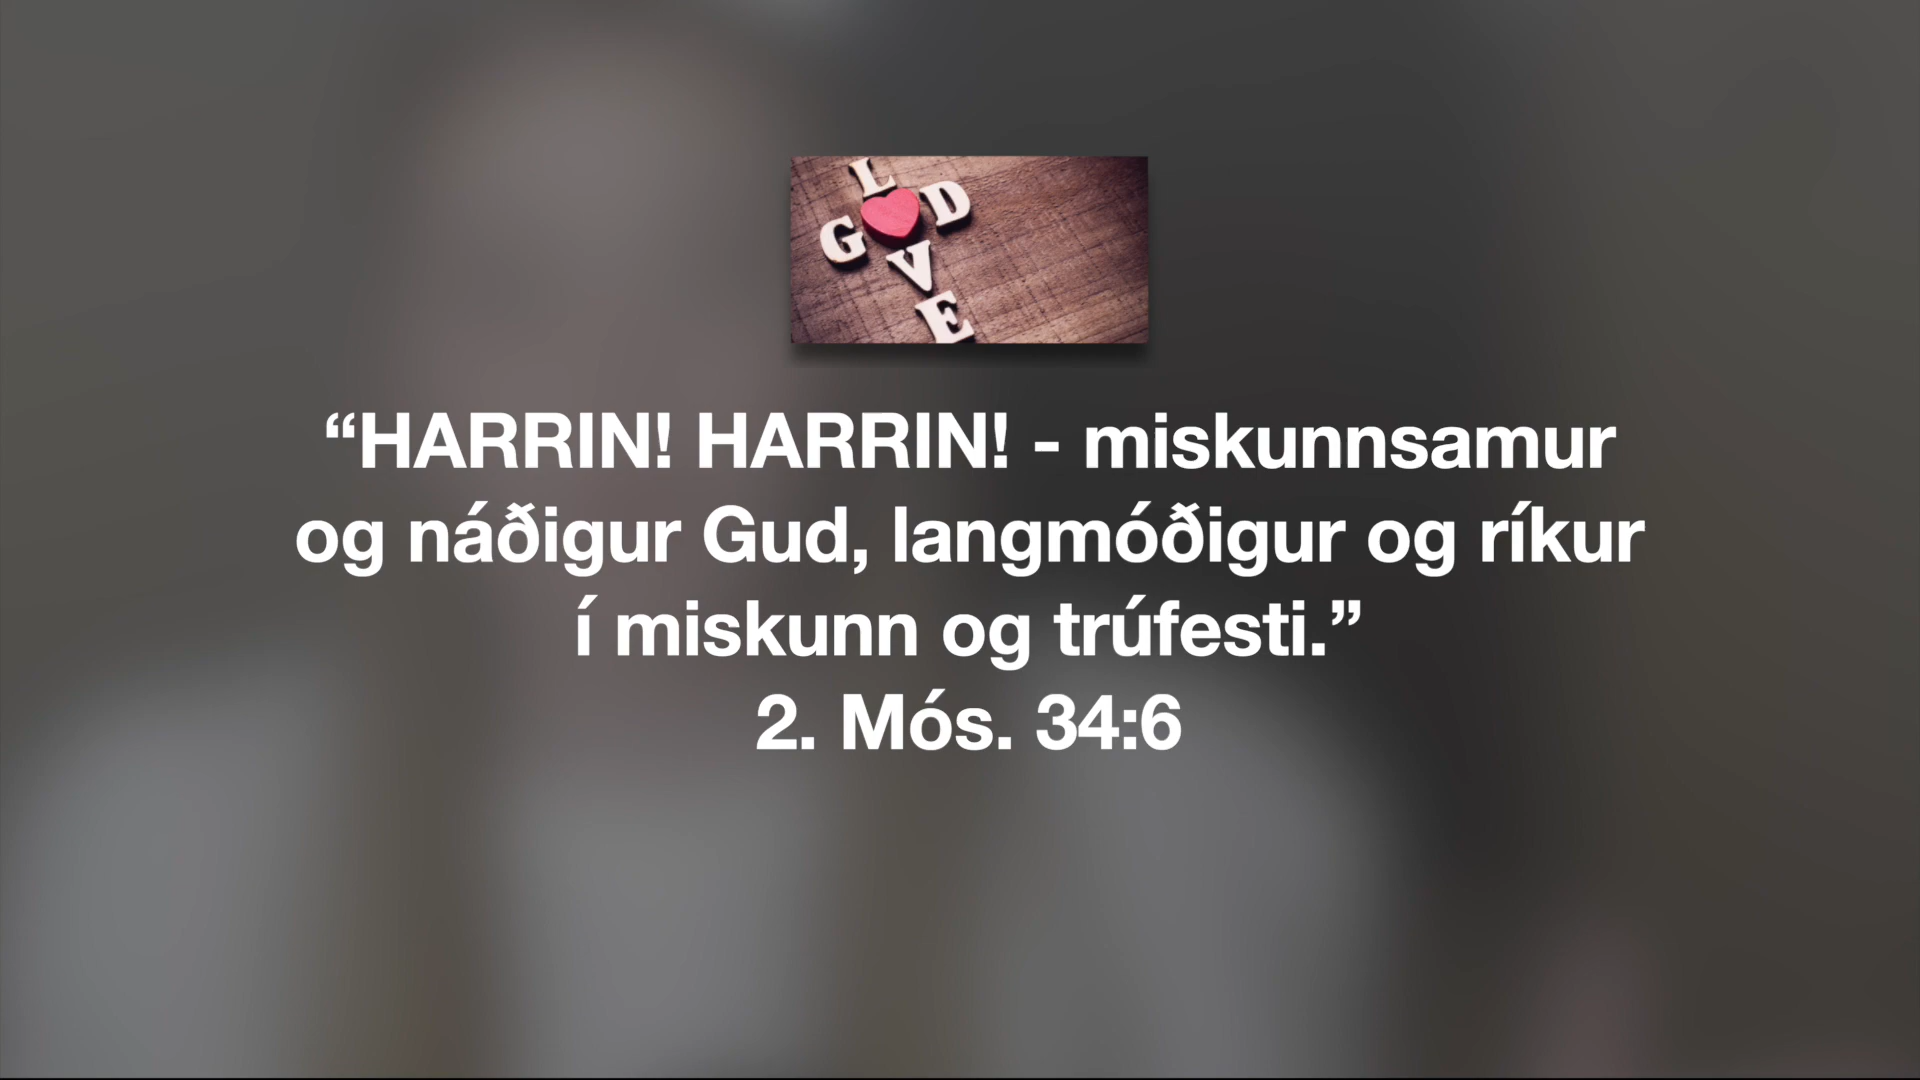 L
G D
V
E
“HARRIN! HARRIN! - miskunnsamur
og náðigur Gud, langmóðigur og ríkur
í miskunn og trúfesti.”
2. Mós. 34:6